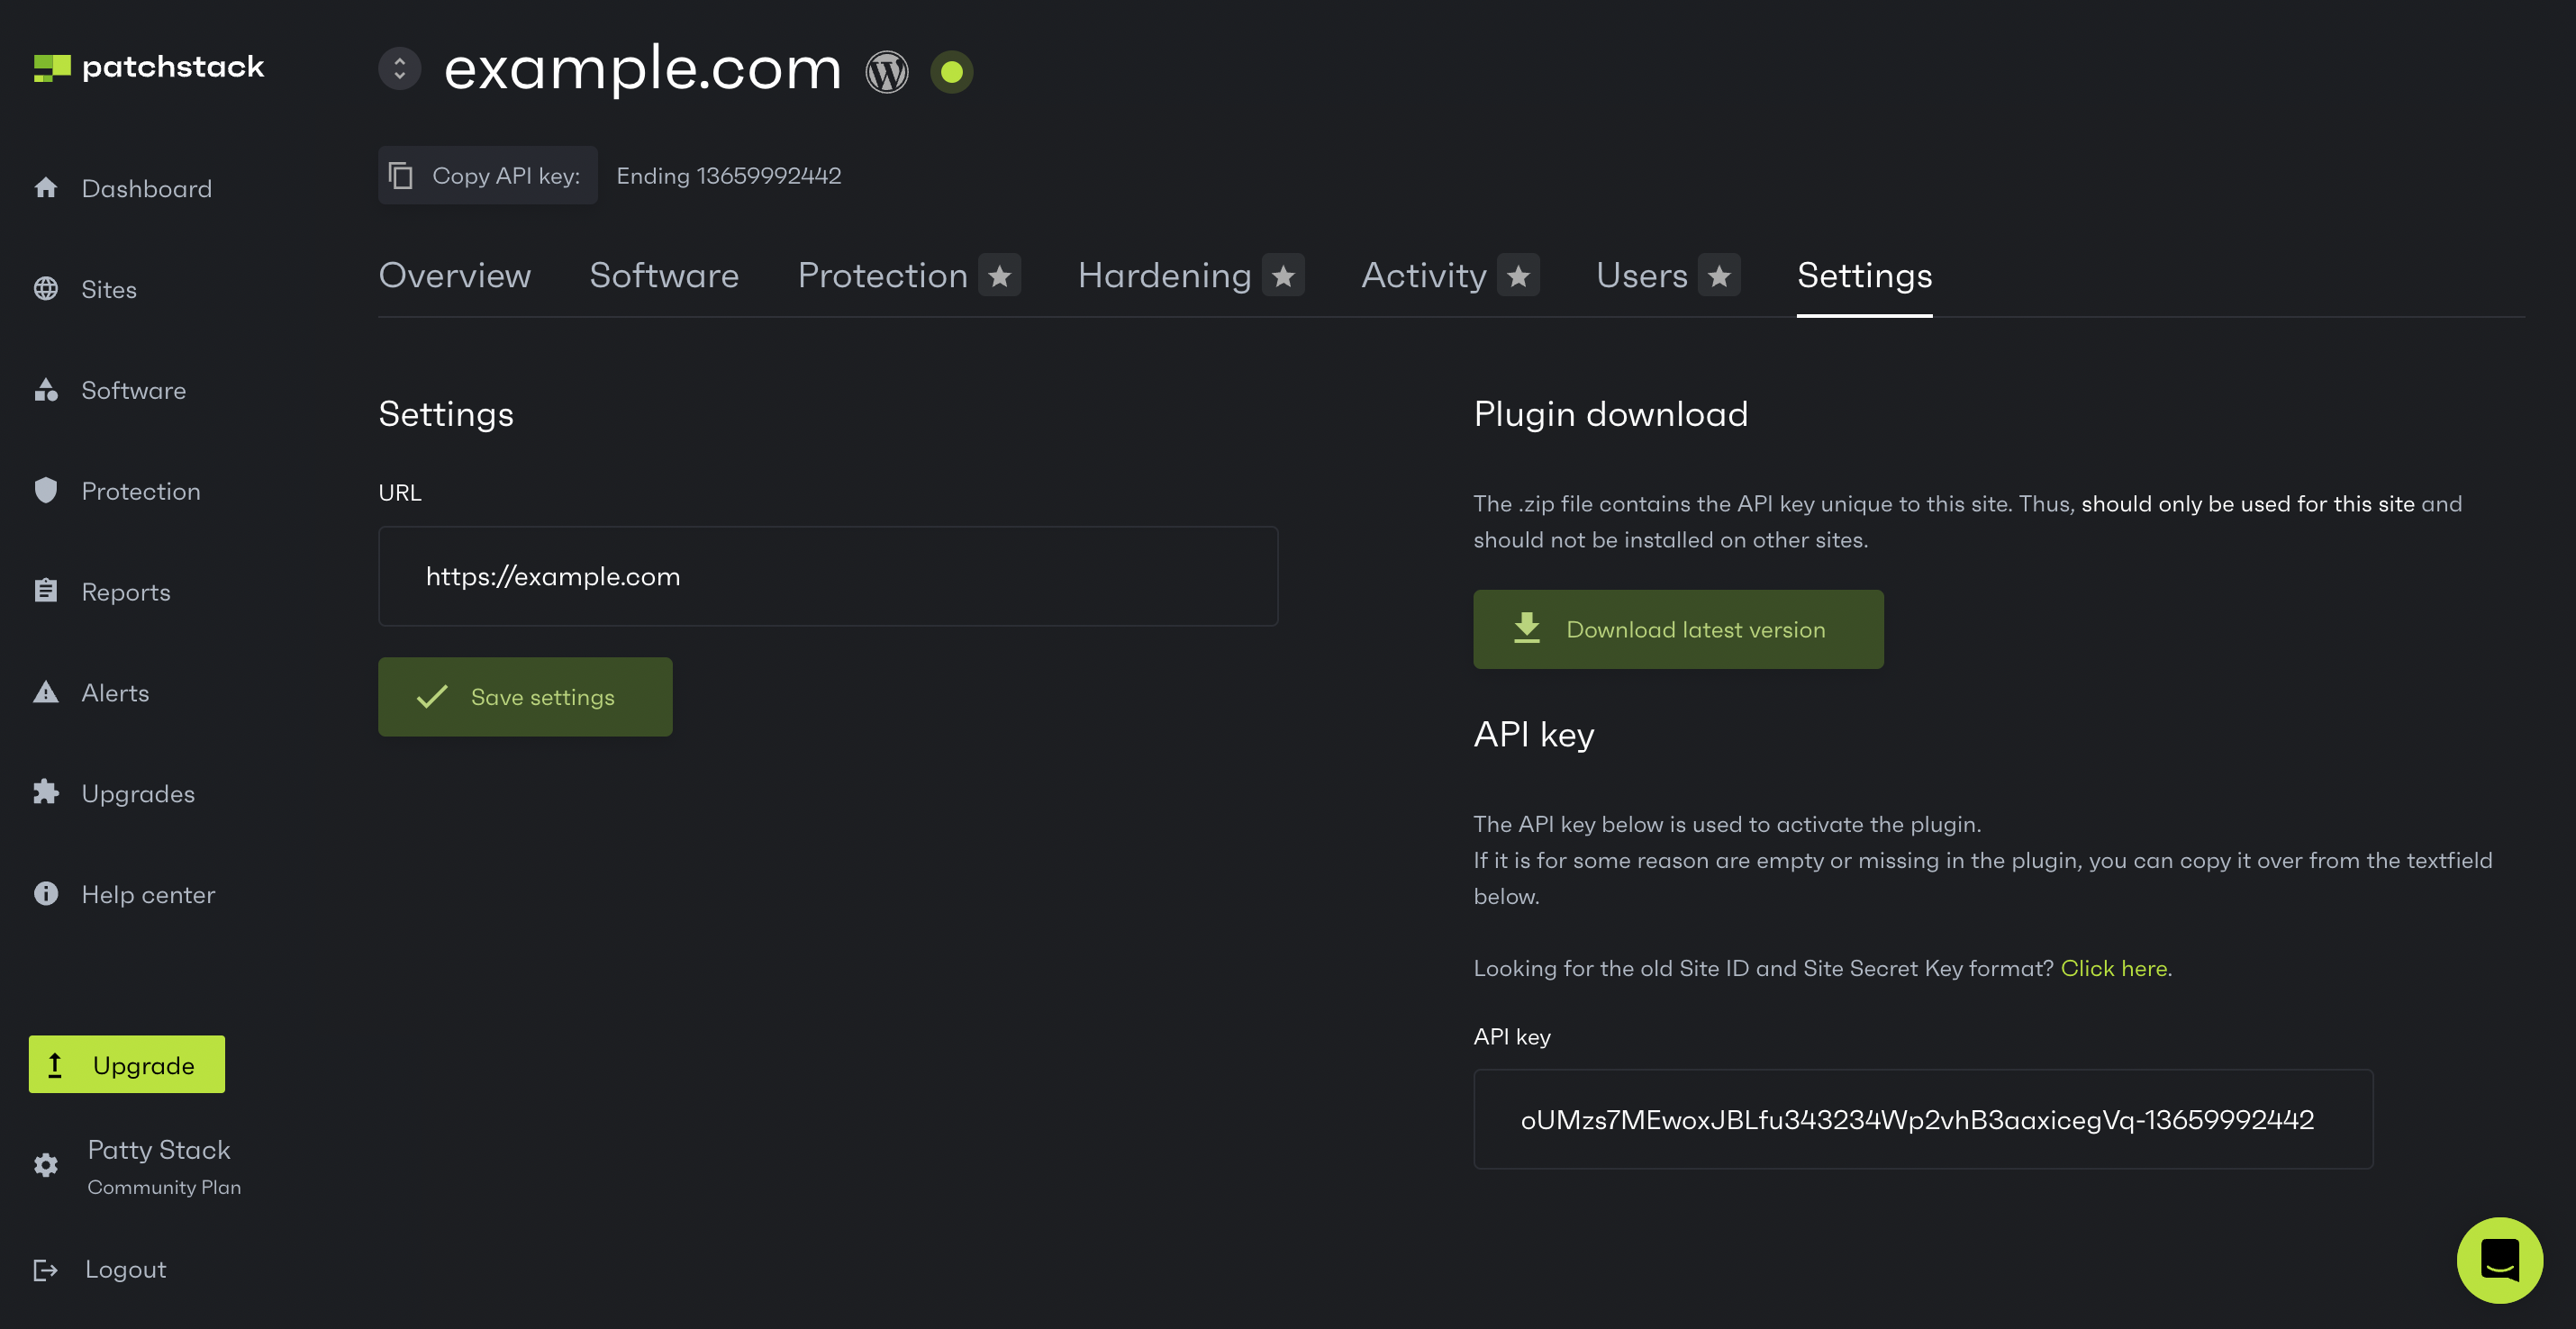 patchstack
example.com
Copy API key: Ending 13659992442
Dashboard
Sites
Software
Protection
Reports
Alerts
Upgrades
Help center
Upgrade
Patty Stack
Community Plan
Logout
Overview Software Protection Hardening Activity Users Settings
Settings
URL
https://example.com
Save settings
Plugin download
The .zip file contains the API key unique to this site. Thus, should only be used for this site and
should not be installed on other sites.
Download latest version
API key
The API key below is used to activate the plugin.
If it is for some reason are empty or missing in the plugin, you can copy it over from the textfield
below.
Looking for the old Site ID and Site Secret Key format? Click here.
API key
oUMzs7MEwoxJBLfu343234Wp2vhB3aaxicegVq-13659992442